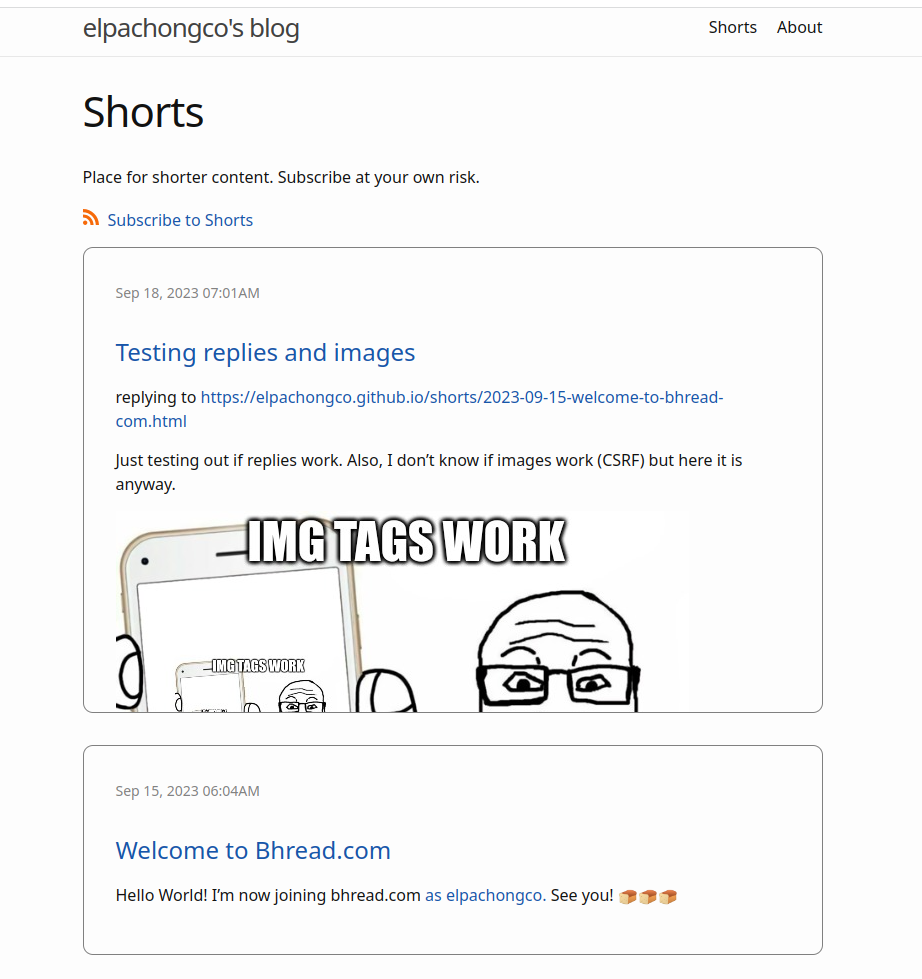 elpachongco's blog
Shorts About
Shorts
Place for shorter content. Subscribe at your own risk.
Subscribe to Shorts
Sep 18, 2023 07:01AM
Testing replies and images
replying to https://elpachongco.github.io/shorts/2023-09-15-welcome-to-bhread-
com.html
Just testing out if replies work. Also, I don’t know if images work (CSRF) but here it is
anyway.
IMG TAGS WORK
IMG TAGS WORK
Sep 15, 2023 06:04AM
Welcome to Bhread.com
Hello World! I’m now joining bhread.com as elpachongco. See you! 🍞🍞🍞